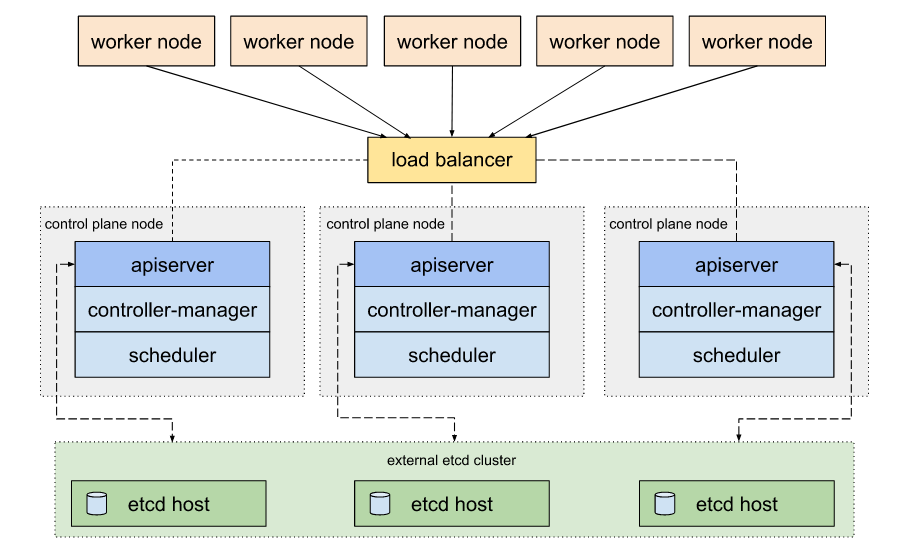 worker node
worker node
worker node
worker node
worker node
load balancer
control plane node
control plane node
control plane node
apiserver
apiserver
apiserver
controller-manager
controller-manager
controller-manager
scheduler
scheduler
scheduler
external etcd cluster
etcd host
etcd host
etcd host